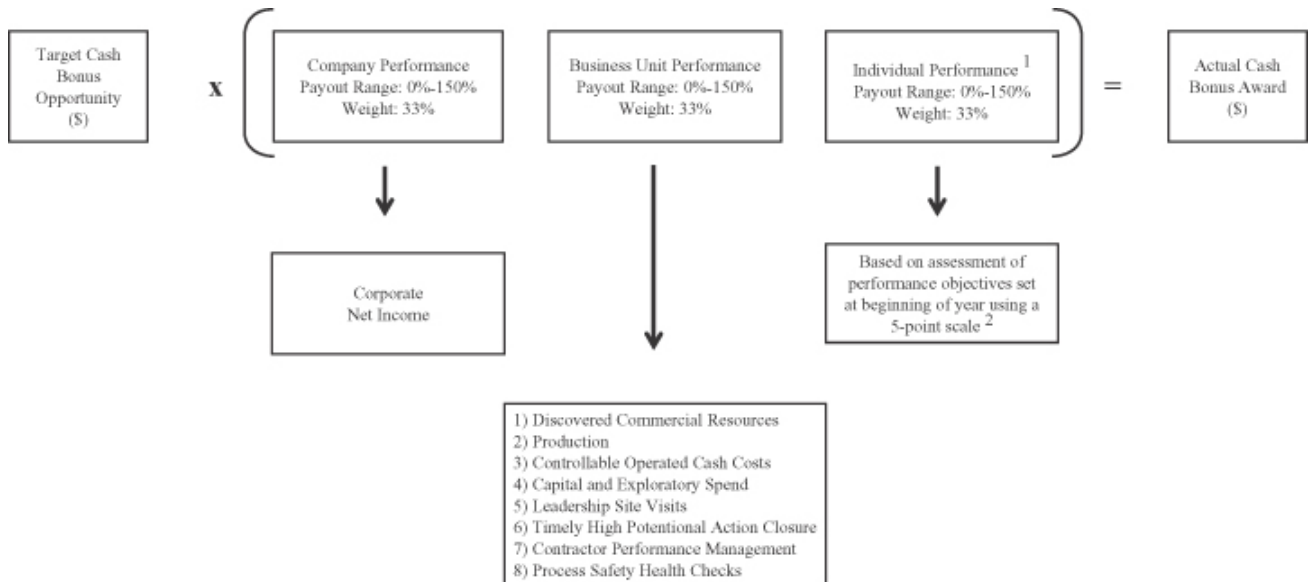 Target Cash
Bonus
Opportunity
($)
x
Company Performance
Payout Range: 0%-150%
Weight: 33%
Business Unit Performance
Payout Range: 0%-150%
Weight: 33%
Individual Performance 1
Payout Range: 0%-150%
Weight: 33%
=
Actual Cash
Bonus Award
($)
Corporate
Net Income
Based on assessment of
performance objectives set
at beginning of year using a
5-point scale 2
1) Discovered Commercial Resources
2) Production
3) Controllable Operated Cash Costs
4) Capital and Exploratory Spend
5) Leadership Site Visits
6) Timely High Potentional Action Closure
7) Contractor Performance Management
8) Process Safety Health Checks